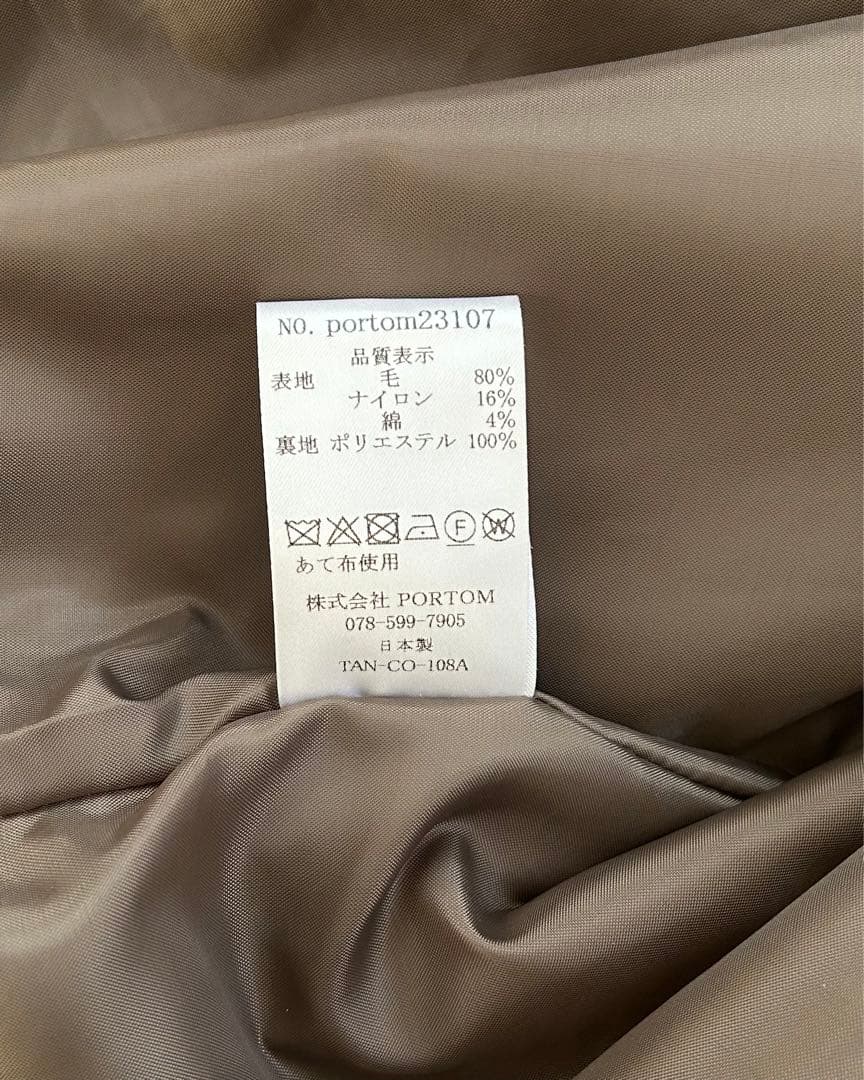 NO. portom23107
品質表示
表地 毛 80%
ナイロン 16%
綿 4%
裏地 ポリエステル 100%
F W
あて布使用
株式会社 PORTOM
078-599-7905
日本製
TAN-CO-108A